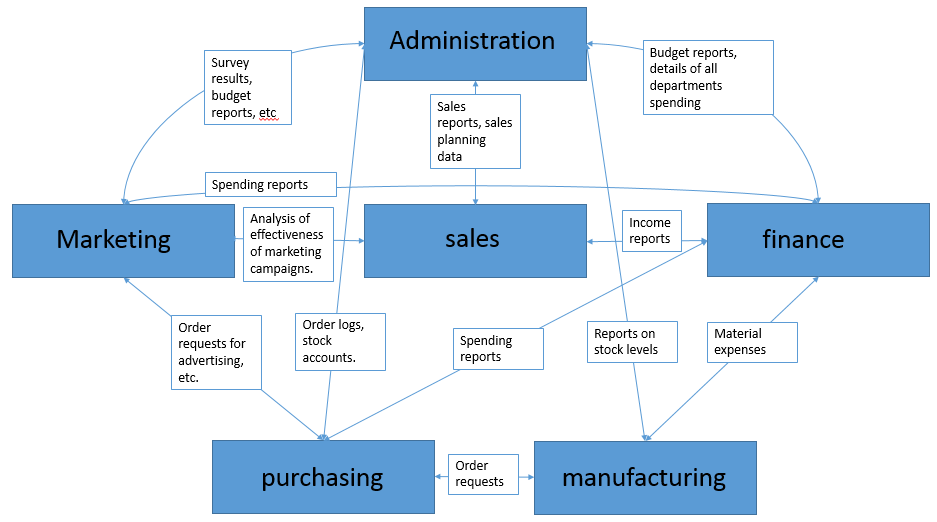 Administration
Survey
results,
budget
reports, etc
Budget reports,
details of all
departments
spending
Sales
reports, sales
planning
data
Spending reports
Marketing
Analysis of
effectiveness
of marketing
campaigns.
sales
Income
reports
finance
Order
requests for
advertising,
etc.
Order logs,
stock
accounts.
Spending
reports
Reports on
stock levels
Material
expenses
purchasing
Order
requests
manufacturing